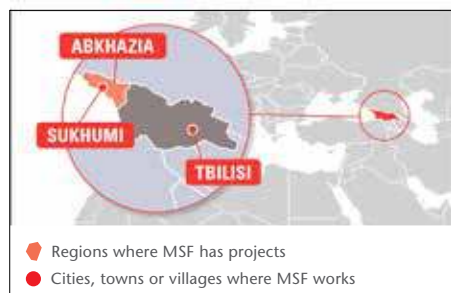 ABKHAZIA
SUKHUMI
TBILISI
Regions where MSF has projects
Cities, towns or villages where MSF works